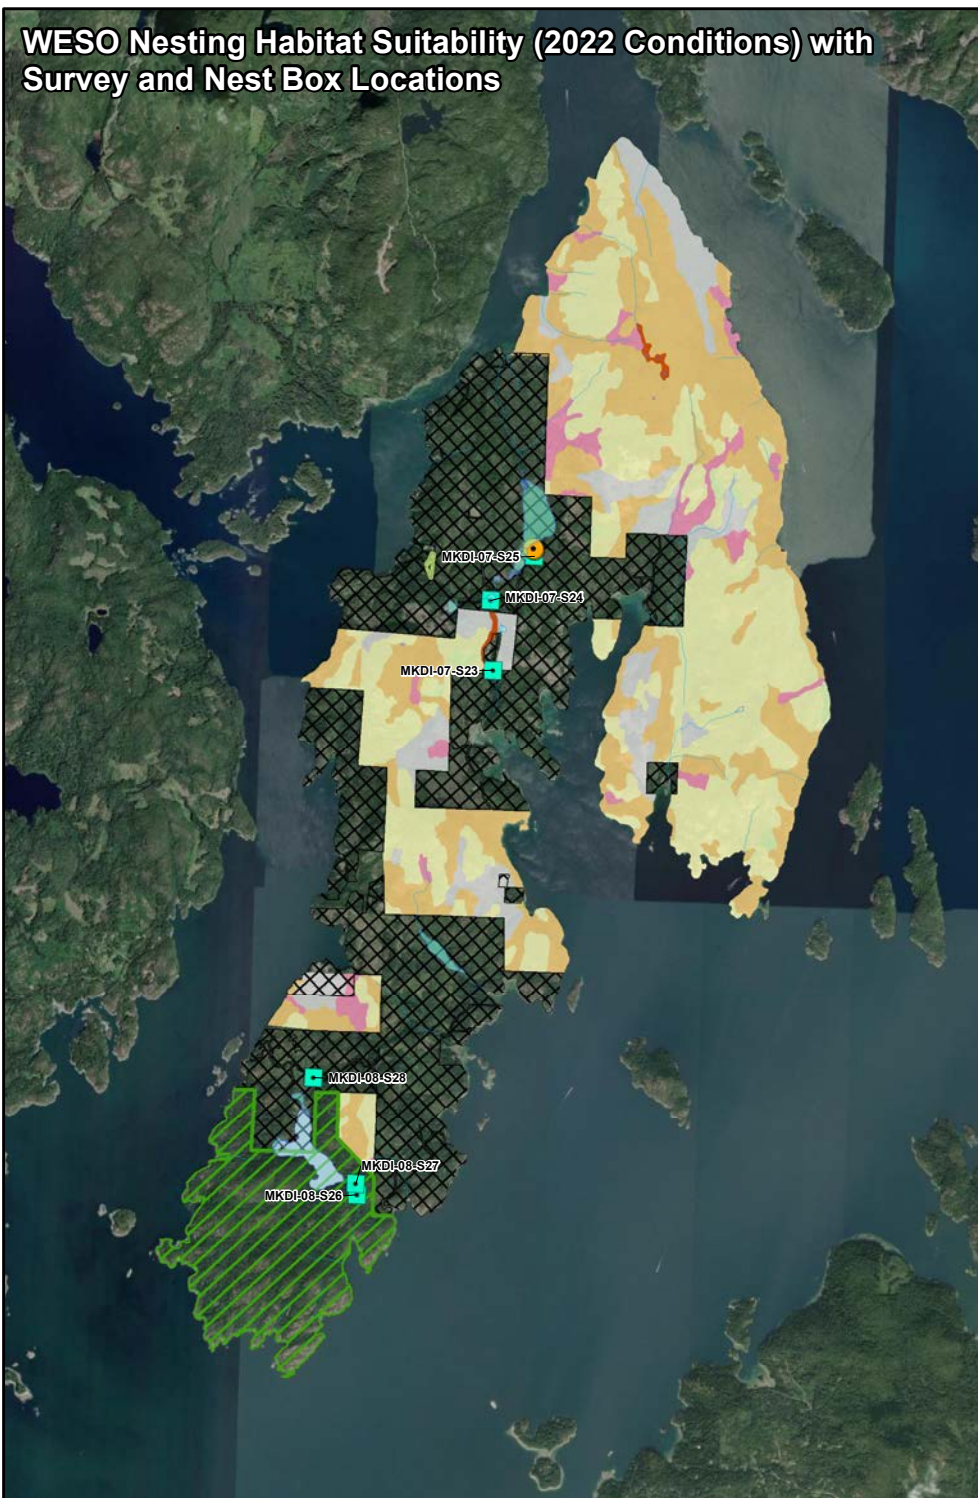 WESO Nesting Habitat Suitability (2022 Conditions) with
Survey and Nest Box Locations
MKDI-07-S25
MKDI-07-S24
MKDI-07-S23
MKDI-08-S28
MKDI-08-S27
MKDI-08-S26